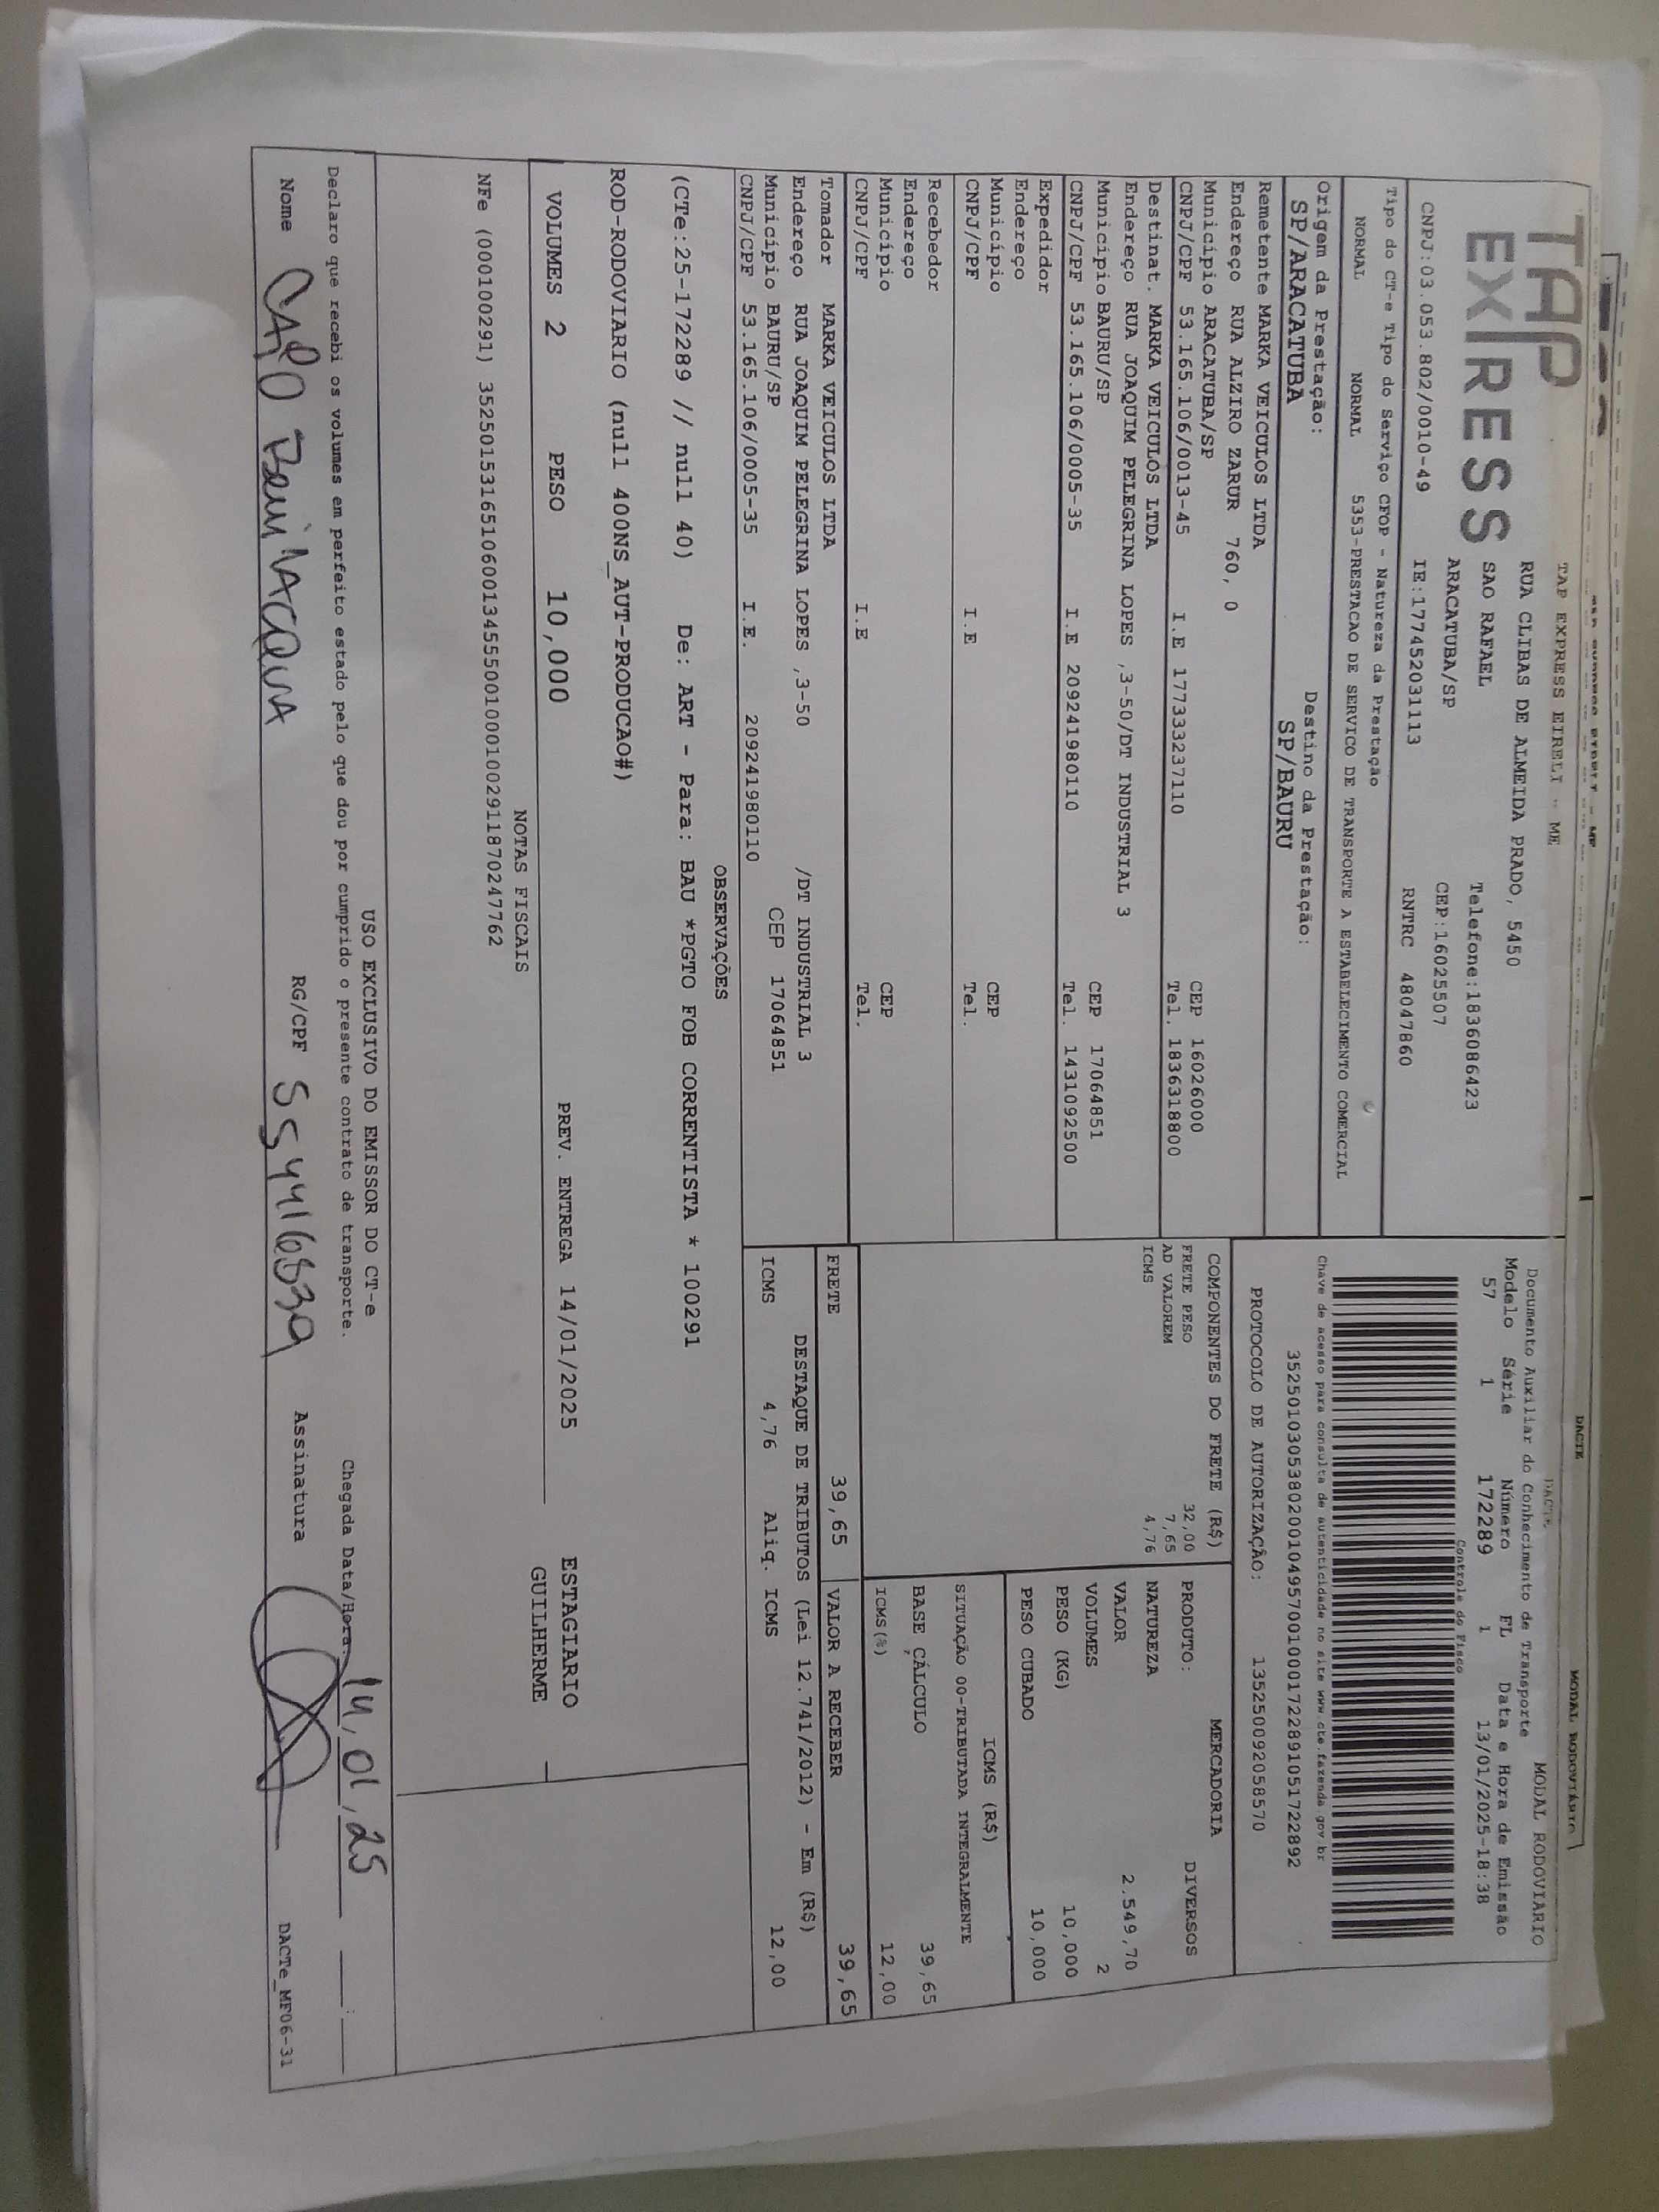 DACTE MODAL RODOVIÁRIO
TAP EXPRESS
TAP EXPRESS EIRELI - ME
RUA CLIBAS DE ALMEIDA PRADO, 5450
SAO RAFAEL Telefone:1836086423
ARACATUBA/SP CEP:16025507
CNPJ:03.053.802/0010-49 IE:177452031113 RNTRC 48047860
DACTE MODAL RODOVIÁRIO
Documento Auxiliar do Conhecimento de Transporte
Modelo Série Número FL Data e Hora de Emissão
57 1 172289 1 13/01/2025-18:38
Controle do Fisco
Chave de acesso para consulta de autenticidade no site www.cte.fazenda.gov.br
35250103053802001049570010001722891051722892
PROTOCOLO DE AUTORIZAÇÃO: 135250092058570
Tipo do CT-e Tipo do Serviço CFOP - Natureza da Prestação
NORMAL NORMAL 5353-PRESTACAO DE SERVICO DE TRANSPORTE A ESTABELECIMENTO COMERCIAL
Origem da Prestação: Destino da Prestação:
SP/ARACATUBA SP/BAURU
Remetente MARKA VEICULOS LTDA
Endereço RUA ALZIRO ZARUR 760, 0
Município ARACATUBA/SP CEP 16026000
CNPJ/CPF 53.165.106/0013-45 I.E 177333237110 Tel. 1836318800
Destinat. MARKA VEICULOS LTDA
Endereço RUA JOAQUIM PELEGRINA LOPES ,3-50/DT INDUSTRIAL 3
Município BAURU/SP CEP 17064851
CNPJ/CPF 53.165.106/0005-35 I.E 209241980110 Tel. 1431092500
Expedidor
Endereço
Município CEP
CNPJ/CPF I.E Tel.
Recebedor
Endereço
Município CEP
CNPJ/CPF I.E Tel.
COMPONENTES DO FRETE (R$)
FRETE PESO 32,00
AD VALOREM 7,65
ICMS 4,76
MERCADORIA
PRODUTO: DIVERSOS
NATUREZA
VALOR 2.549,70
VOLUMES 2
PESO (KG) 10,000
PESO CUBADO 10,000
ICMS (R$)
SITUAÇÃO 00-TRIBUTADA INTEGRALMENTE
BASE CÁLCULO 39,65
ICMS(%) 12,00
Tomador MARKA VEICULOS LTDA
Endereço RUA JOAQUIM PELEGRINA LOPES ,3-50 /DT INDUSTRIAL 3
Município BAURU/SP CEP 17064851
CNPJ/CPF 53.165.106/0005-35 I.E. 209241980110
FRETE 39,65 VALOR A RECEBER 39,65
DESTAQUE DE TRIBUTOS (Lei 12.741/2012) - Em (R$)
ICMS 4,76 Aliq. ICMS 12,00
OBSERVAÇÕES
(CTe:25-172289 // null 40) De: ART - Para: BAU *PGTO FOB CORRENTISTA * 100291
ROD-RODOVIARIO (null 400NS_AUT-PRODUCAO#)
VOLUMES 2 PESO 10,000 PREV. ENTREGA 14/01/2025 ESTAGIARIO
GUILHERME
NOTAS FISCAIS
NFe (000100291) 35250153165106001345550010001002911870247762
USO EXCLUSIVO DO EMISSOR DO CT-e
Declaro que recebi os volumes em perfeito estado pelo que dou por cumprido o presente contrato de transporte. Chegada Data/Hora: 14, 01, 25 :
Nome RG/CPF 554416839 Assinatura DACTe_MF06-31